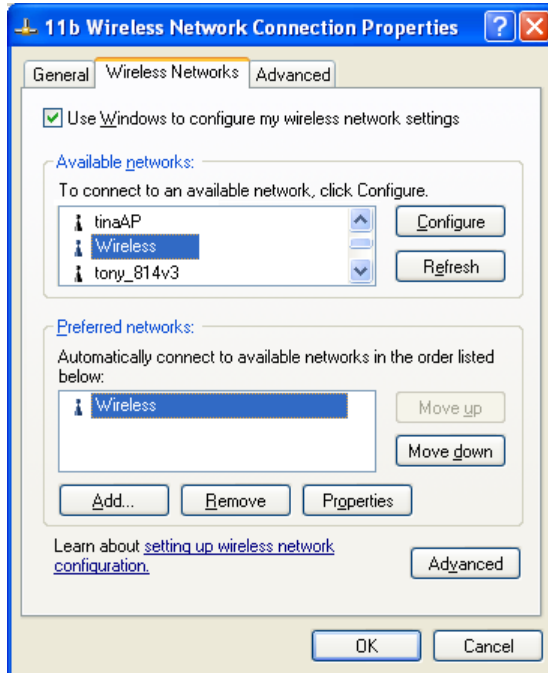 11b Wireless Network Connection Properties
General Wireless Networks Advanced
Use Windows to configure my wireless network settings
Available networks:
To connect to an available network, click Configure.
tinaAP
Wireless
tony_814v3
Configure
Refresh
Preferred networks:
Automatically connect to available networks in the order listed
below:
Wireless
Move up
Move down
Add... Remove Properties
Learn about setting up wireless network
configuration.
Advanced
OK Cancel